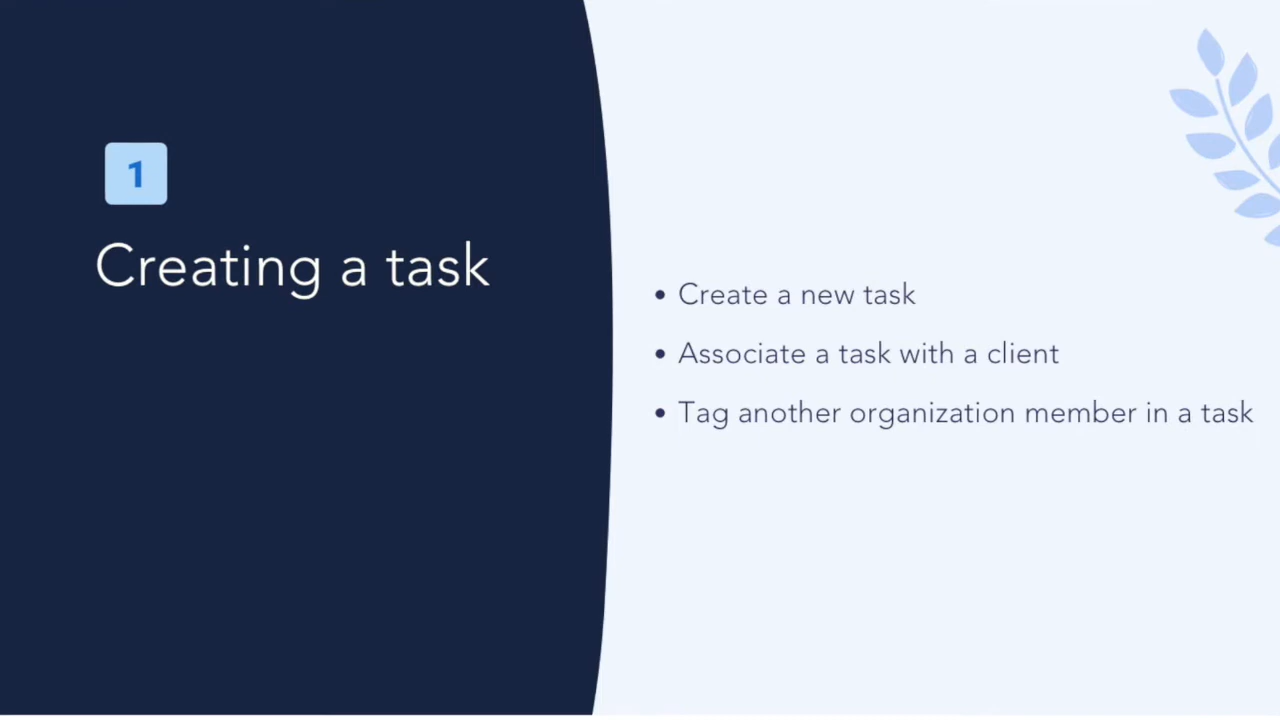 1
Creating a task
• Create a new task
• Associate a task with a client
• Tag another organization member in a task